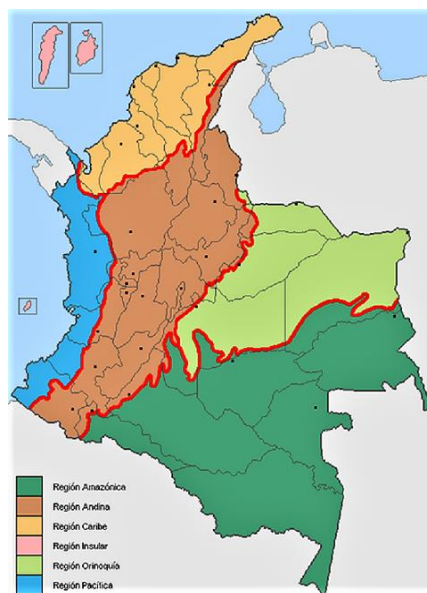 Región Amazónica
Región Andina
Región Caribe
Región Insular
Región Orinoquía
Región Pacífica